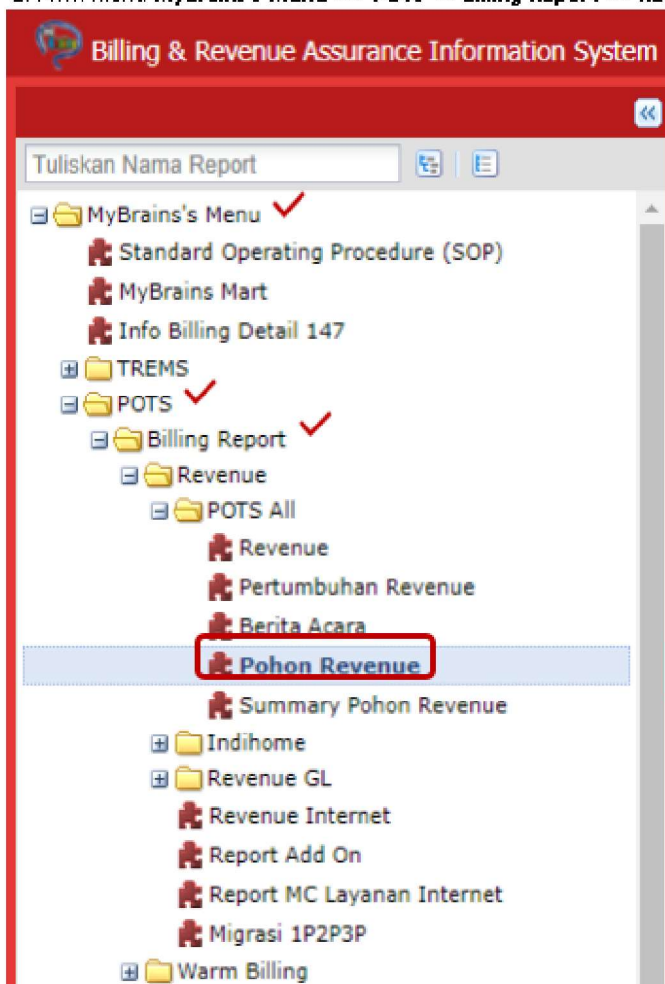 Billing & Revenue Assurance Information System
Tuliskan Nama Report
MyBrains's Menu
Standard Operating Procedure (SOP)
MyBrains Mart
Info Billing Detail 147
TREMS
POTS
Billing Report
Revenue
POTS All
Revenue
Pertumbuhan Revenue
Berita Acara
Pohon Revenue
Summary Pohon Revenue
Indihome
Revenue GL
Revenue Internet
Report Add On
Report MC Layanan Internet
Migrasi 1P2P3P
Warm Billing